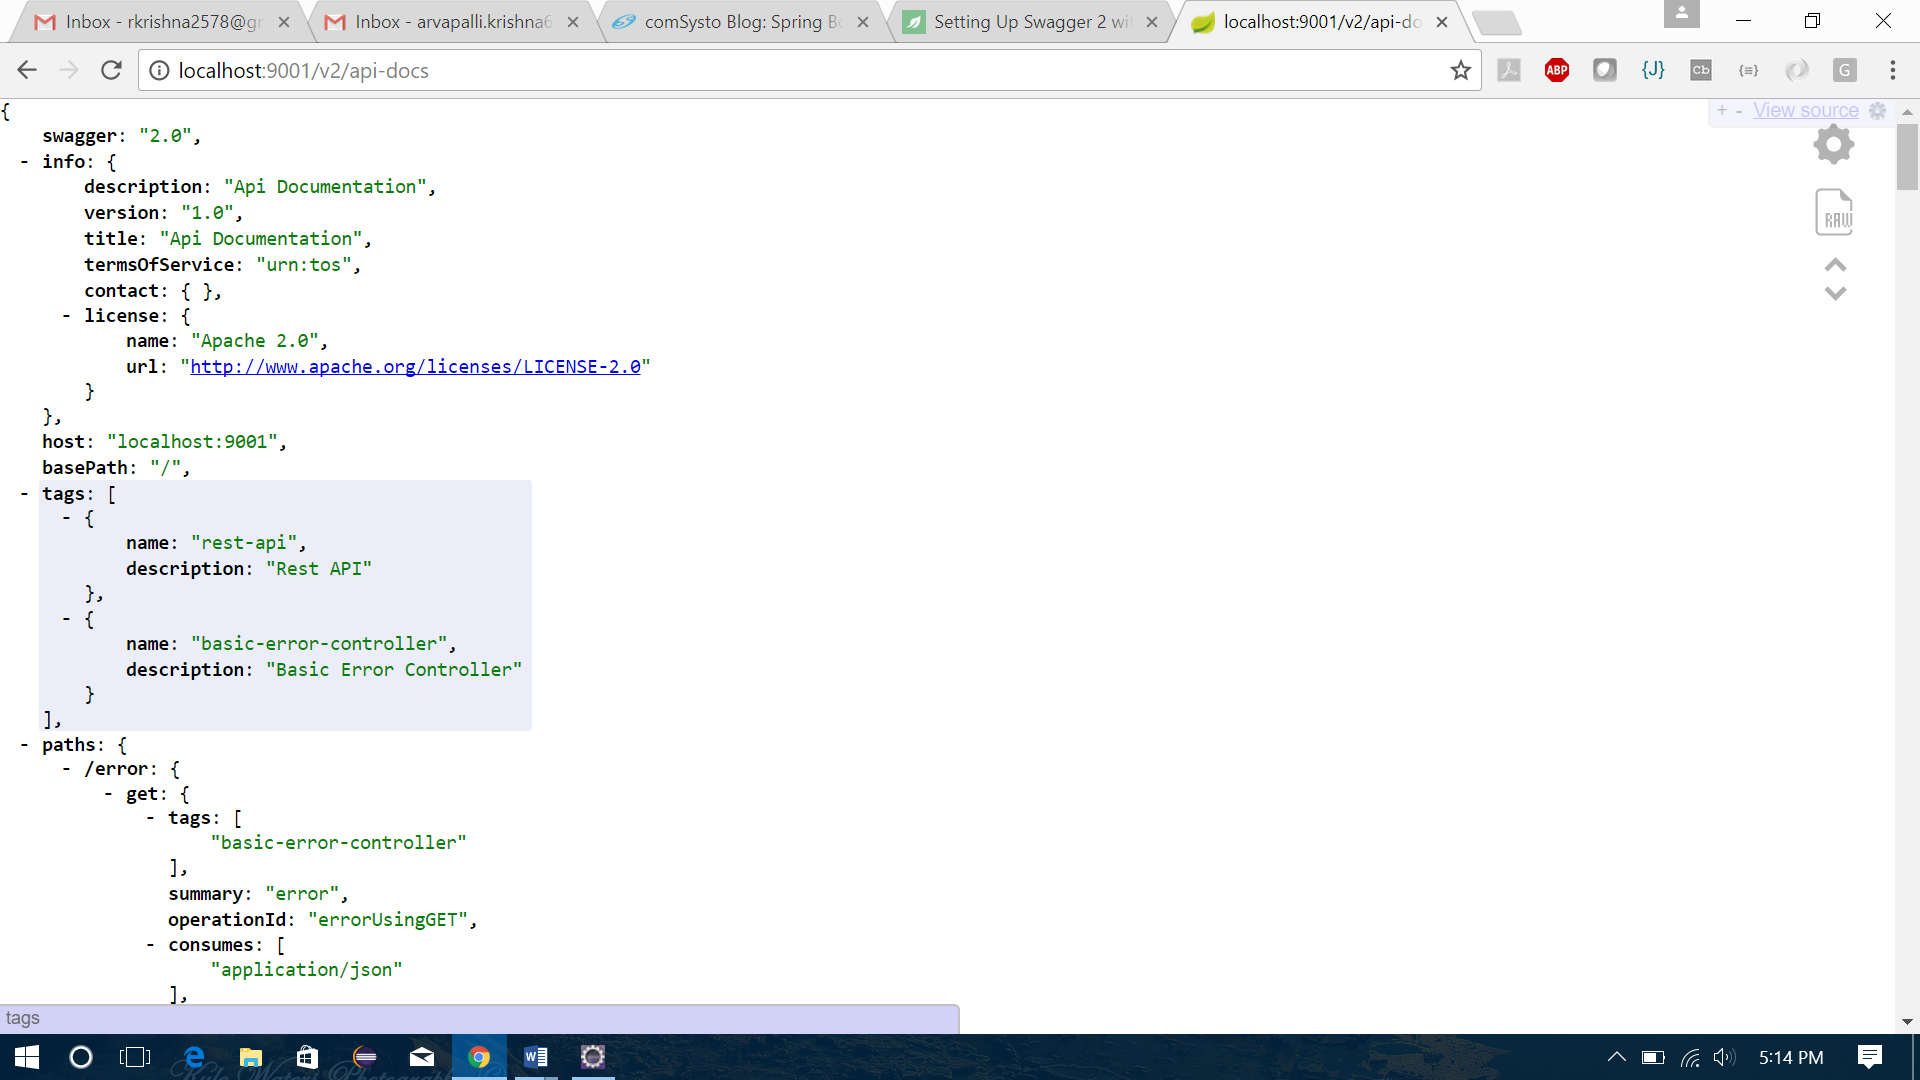 Inbox - rkrishna2578@g
Inbox - arvapalli.krishna6
comSysto Blog: Spring Bo
Setting Up Swagger 2 wit
localhost:9001/v2/api-do
localhost:9001/v2/api-docs
ABP
{J}
Cb
{≡}
G
+ - View source
RAW
{
swagger: "2.0",
- info: {
description: "Api Documentation",
version: "1.0",
title: "Api Documentation",
termsOfService: "urn:tos",
contact: { },
- license: {
name: "Apache 2.0",
url: "http://www.apache.org/licenses/LICENSE-2.0"
}
},
host: "localhost:9001",
basePath: "/",
- tags: [
- {
name: "rest-api",
description: "Rest API"
},
- {
name: "basic-error-controller",
description: "Basic Error Controller"
}
],
- paths: {
- /error: {
- get: {
- tags: [
"basic-error-controller"
],
summary: "error",
operationId: "errorUsingGET",
- consumes: [
"application/json"
],
tags
5:14 PM